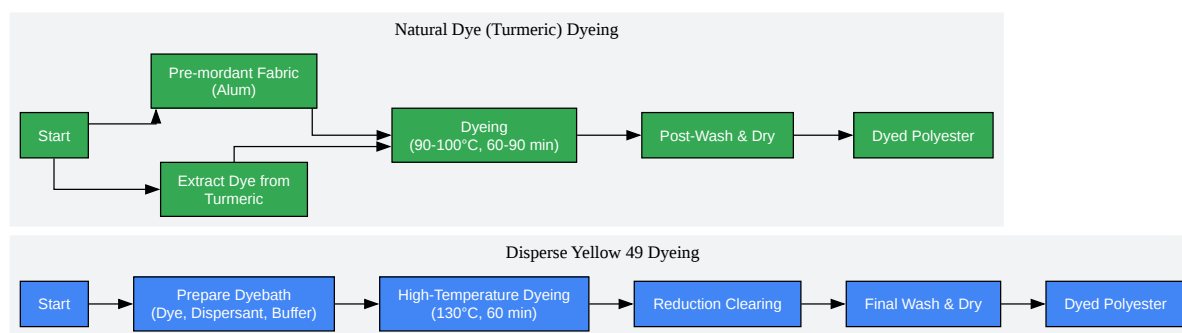 Natural Dye (Turmeric) Dyeing
Start
Pre-mordant Fabric
(Alum)
Extract Dye from
Turmeric
Dyeing
(90-100°C, 60-90 min)
Post-Wash & Dry
Dyed Polyester
Disperse Yellow 49 Dyeing
Start
Prepare Dyebath
(Dye, Dispersant, Buffer)
High-Temperature Dyeing
(130°C, 60 min)
Reduction Clearing
Final Wash & Dry
Dyed Polyester